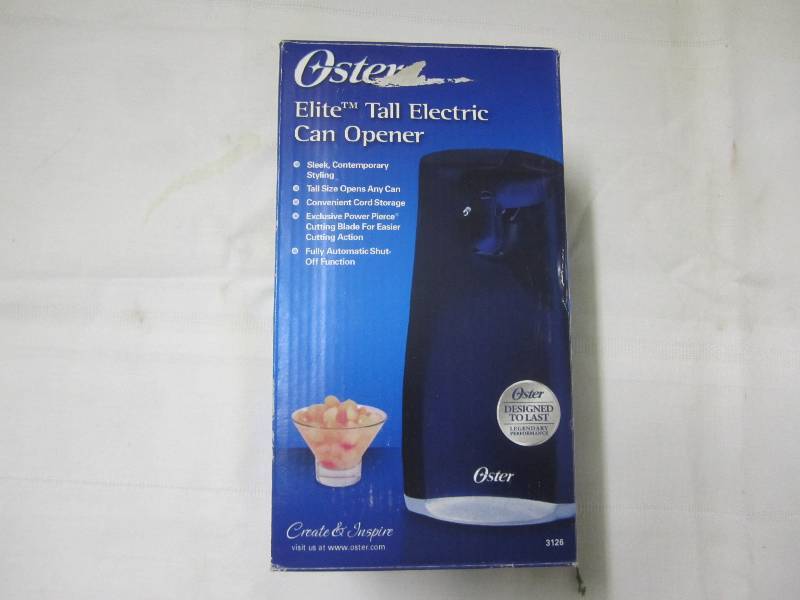 Oster
Elite™ Tall Electric
Can Opener
Sleek, Contemporary
Styling
Tall Size Opens Any Can
Convenient Cord Storage
Exclusive Power Pierce®
Cutting Blade For Easier
Cutting Action
Fully Automatic Shut-
Off Function
Oster
DESIGNED
TO LAST
LEGENDARY
PERFORMANCE
Oster
Create & Inspire
visit us at www.oster.com
3126